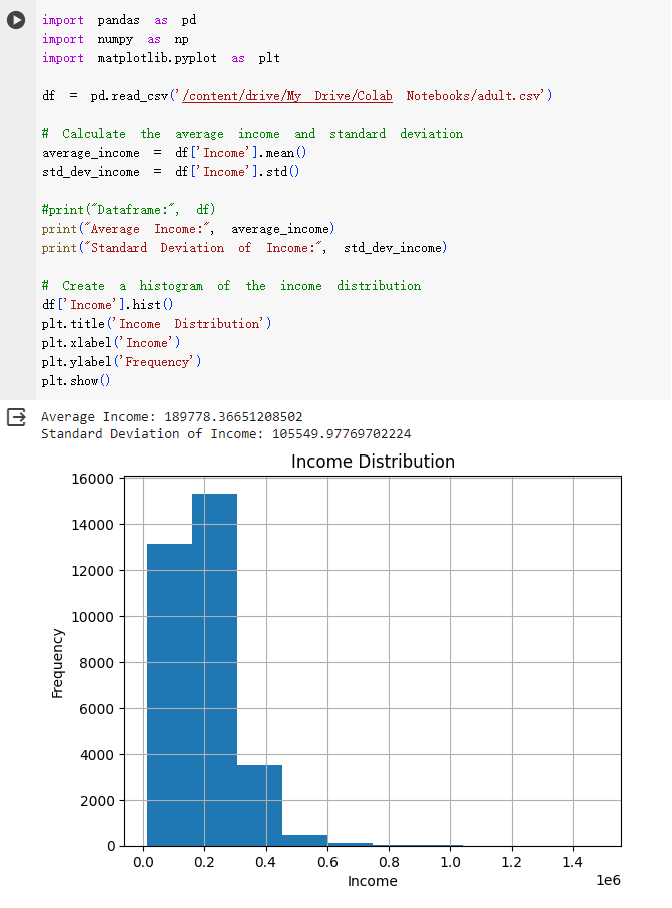 import pandas as pd
import numpy as np
import matplotlib.pyplot as plt
df = pd.read_csv('/content/drive/My Drive/Colab Notebooks/adult.csv')
# Calculate the average income and standard deviation
average_income = df['Income'].mean()
std_dev_income = df['Income'].std()
#print("Dataframe:", df)
print("Average Income:", average_income)
print("Standard Deviation of Income:", std_dev_income)
# Create a histogram of the income distribution
df['Income'].hist()
plt.title('Income Distribution')
plt.xlabel('Income')
plt.ylabel('Frequency')
plt.show()
Average Income: 189778.36651208502
Standard Deviation of Income: 105549.97769702224
Income Distribution
16000
14000
12000
10000
8000
6000
4000
2000
0
Frequency
0.0 0.2 0.4 0.6 0.8 1.0 1.2 1.4
1e6
Income